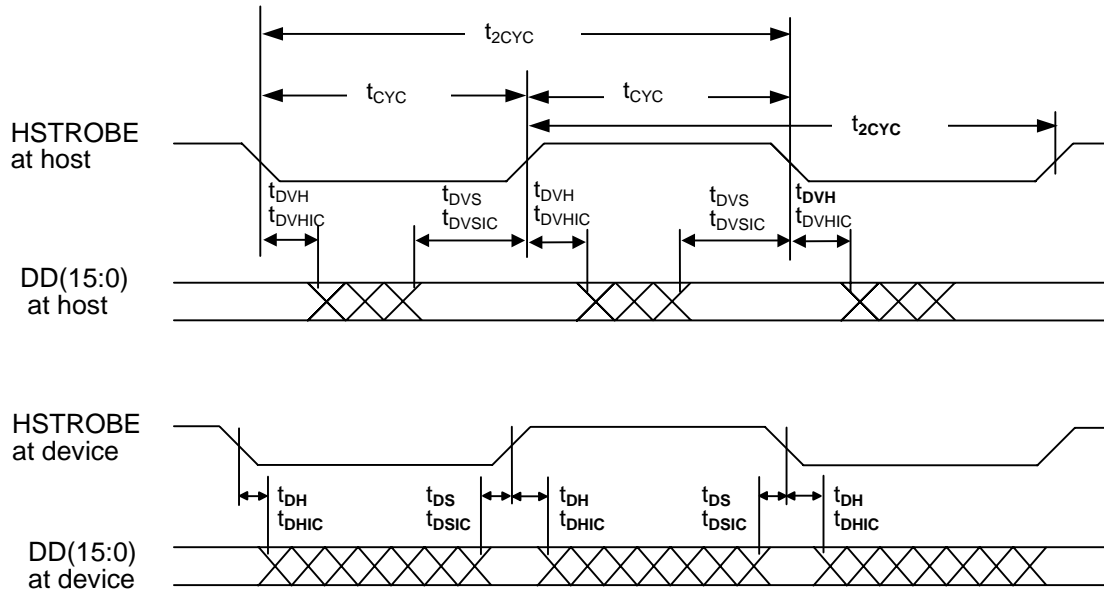 t2CYC
tCYC tCYC
t2CYC
HSTROBE
at host
tDVH tDVS tDVH tDVS tDVH
tDVHIC tDVSIC tDVHIC tDVSIC tDVHIC
DD(15:0)
at host
HSTROBE
at device
tDH tDS tDH tDS tDH
tDHIC tDSIC tDHIC tDSIC tDHIC
DD(15:0)
at device